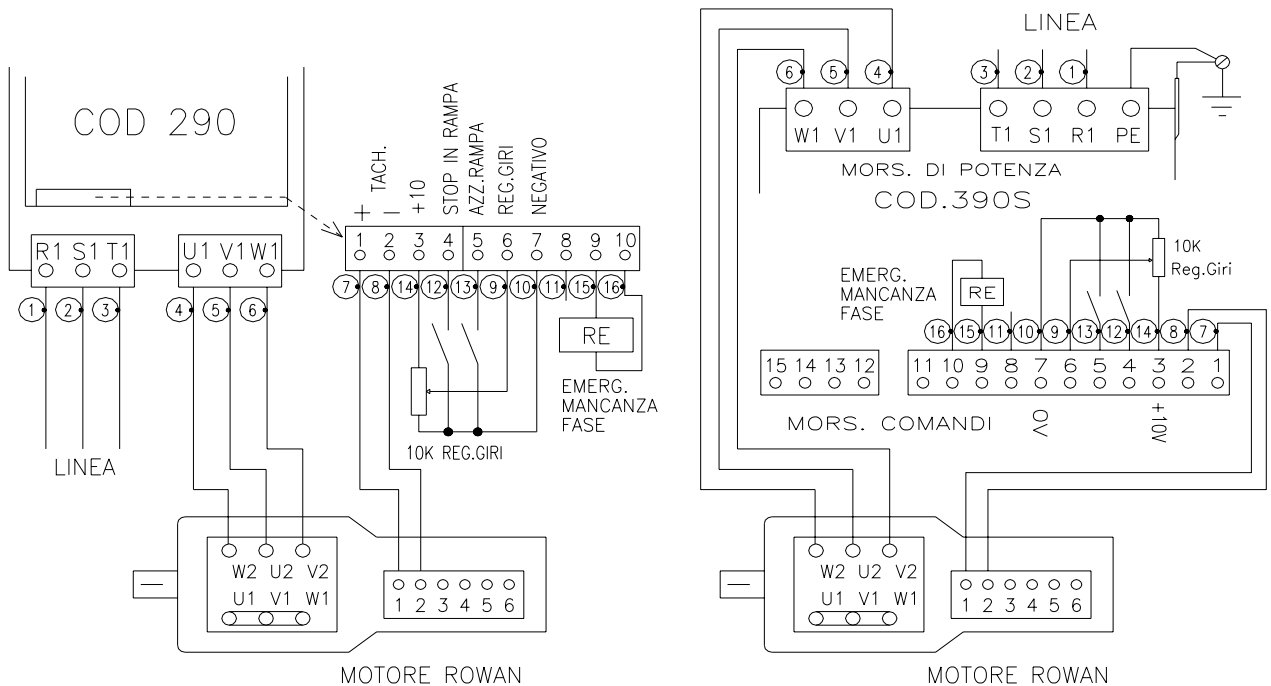 COD 290
TACH.
+ − +10 STOP IN RAMPA AZZ.RAMPA REG.GIRI NEGATIVO
1 2 3 4 5 6 7 8 9 10
R1 S1 T1 U1 V1 W1
7 8 14 12 13 9 10 11 15 16
1 2 3 4 5 6
RE
EMERG.
MANCANZA
FASE
10K REG.GIRI
LINEA
W2 U2 V2
U1 V1 W1
1 2 3 4 5 6
MOTORE ROWAN
LINEA
6 5 4 3 2 1
W1 V1 U1 T1 S1 R1 PE
MORS. DI POTENZA
COD.390S
10K
Reg.Giri
EMERG.
MANCANZA
FASE
RE
16 15 11 10 9 13 12 14 8 7
15 14 13 12
11 10 9 8 7 6 5 4 3 2 1
MORS. COMANDI
0V
+10V
W2 U2 V2
U1 V1 W1
1 2 3 4 5 6
MOTORE ROWAN